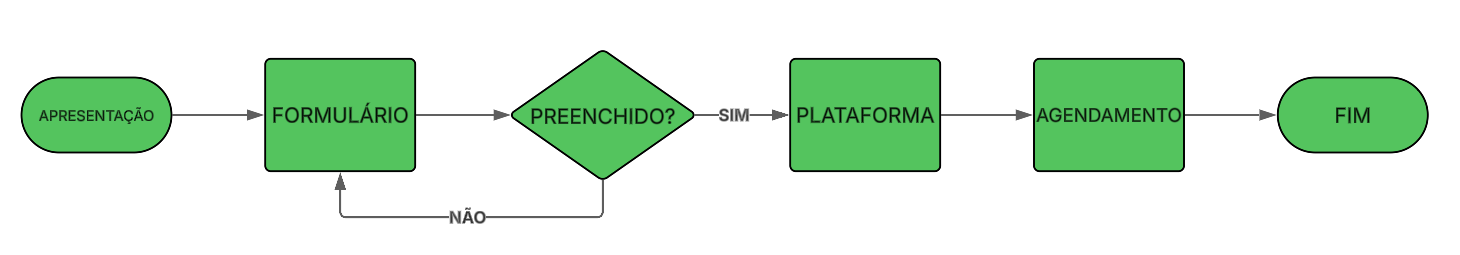 APRESENTAÇÃO
FORMULÁRIO
PREENCHIDO?
SIM
PLATAFORMA
AGENDAMENTO
FIM
NÃO